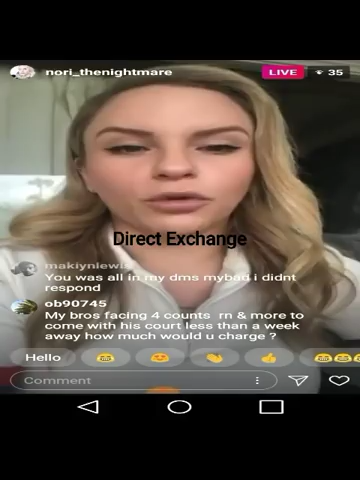 nori_thenightmare
LIVE
35
Direct Exchange
makiynlewis
You was all in my dms mybad i didnt
respond
ob90745
My bros facing 4 counts rn & more to
come with his court less than a week
away how much would u charge ?
Hello
Comment